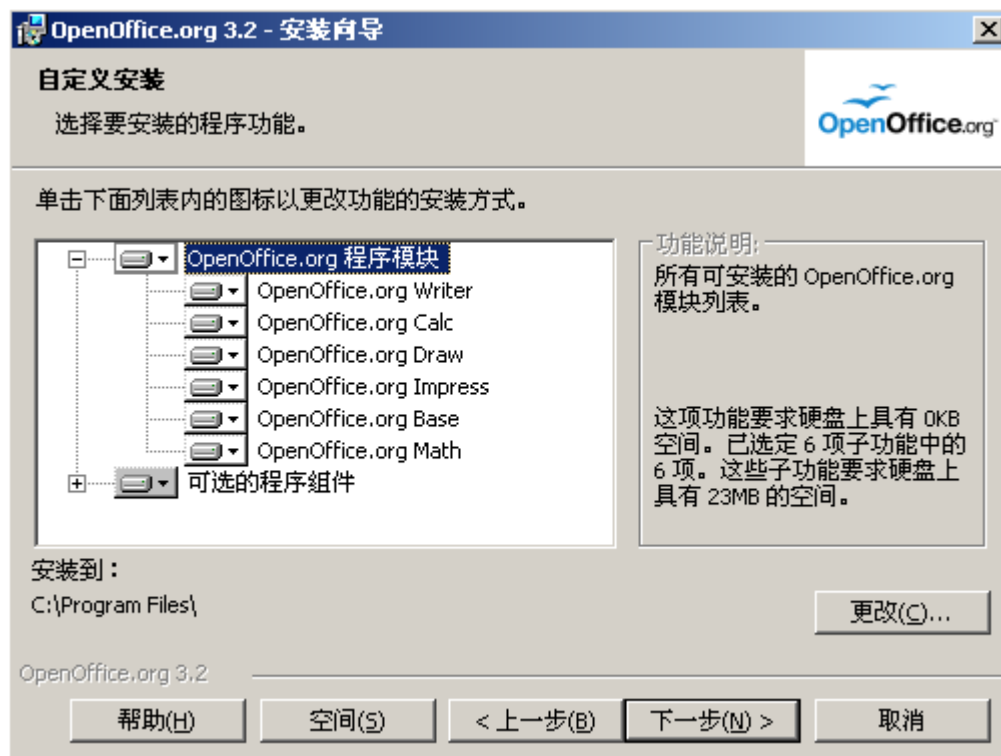 OpenOffice.org 3.2 - 安装向导
自定义安装
选择要安装的程序功能。
OpenOffice.org
单击下面列表内的图标以更改功能的安装方式。
OpenOffice.org 程序模块
OpenOffice.org Writer
OpenOffice.org Calc
OpenOffice.org Draw
OpenOffice.org Impress
OpenOffice.org Base
OpenOffice.org Math
可选的程序组件
功能说明:
所有可安装的 OpenOffice.org
模块列表。
这项功能要求硬盘上具有 0KB
空间。已选定 6 项子功能中的
6 项。这些子功能要求硬盘上
具有 23MB 的空间。
安装到：
C:\Program Files\
更改(C)...
OpenOffice.org 3.2
帮助(H)
空间(S)
< 上一步(B)
下一步(N) >
取消